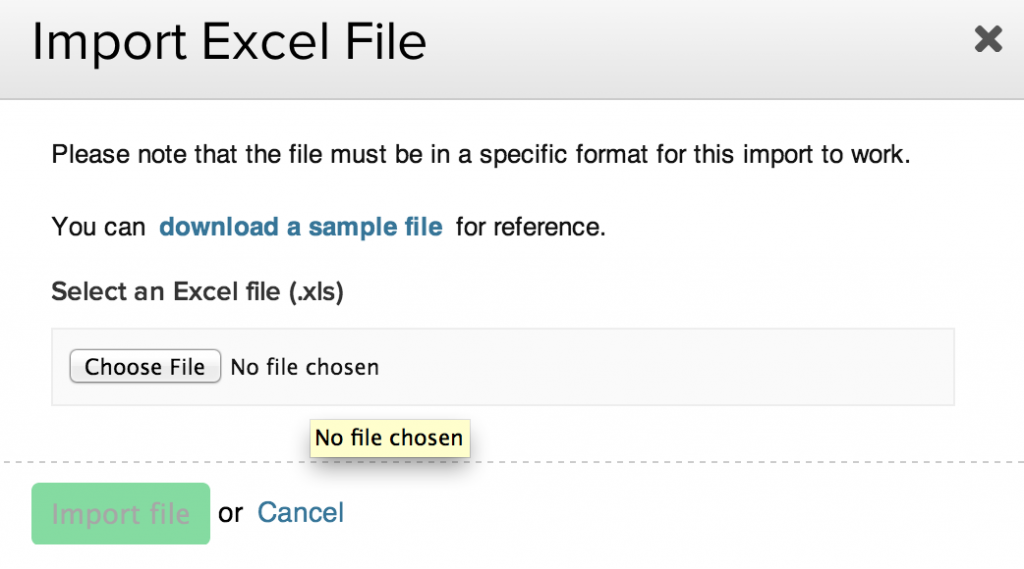 Import Excel File
Please note that the file must be in a specific format for this import to work.
You can download a sample file for reference.
Select an Excel file (.xls)
Choose File No file chosen
No file chosen
Import file or Cancel